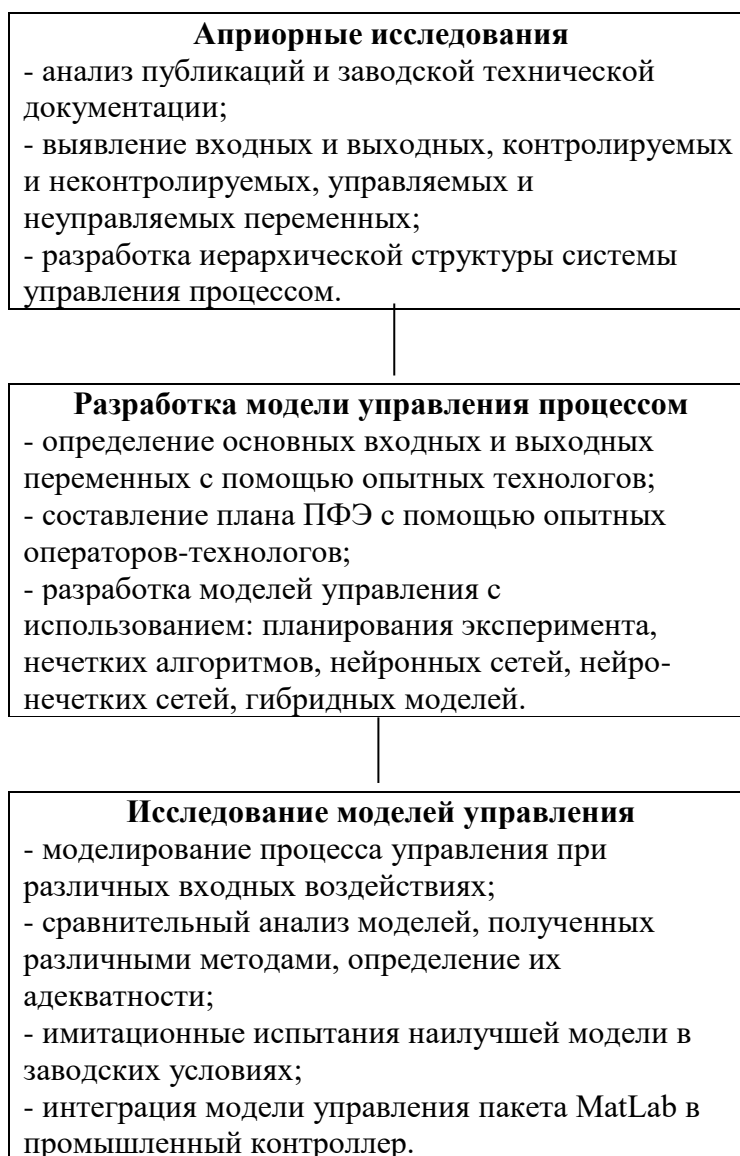 Априорные исследования
- анализ публикаций и заводской технической
документации;
- выявление входных и выходных, контролируемых
и неконтролируемых, управляемых и
неуправляемых переменных;
- разработка иерархической структуры системы
управления процессом.
Разработка модели управления процессом
- определение основных входных и выходных
переменных с помощью опытных технологов;
- составление плана ПФЭ с помощью опытных
операторов-технологов;
- разработка моделей управления с
использованием: планирования эксперимента,
нечетких алгоритмов, нейронных сетей, нейро-
нечетких сетей, гибридных моделей.
Исследование моделей управления
- моделирование процесса управления при
различных входных воздействиях;
- сравнительный анализ моделей, полученных
различными методами, определение их
адекватности;
- имитационные испытания наилучшей модели в
заводских условиях;
- интеграция модели управления пакета MatLab в
промышленный контроллер.